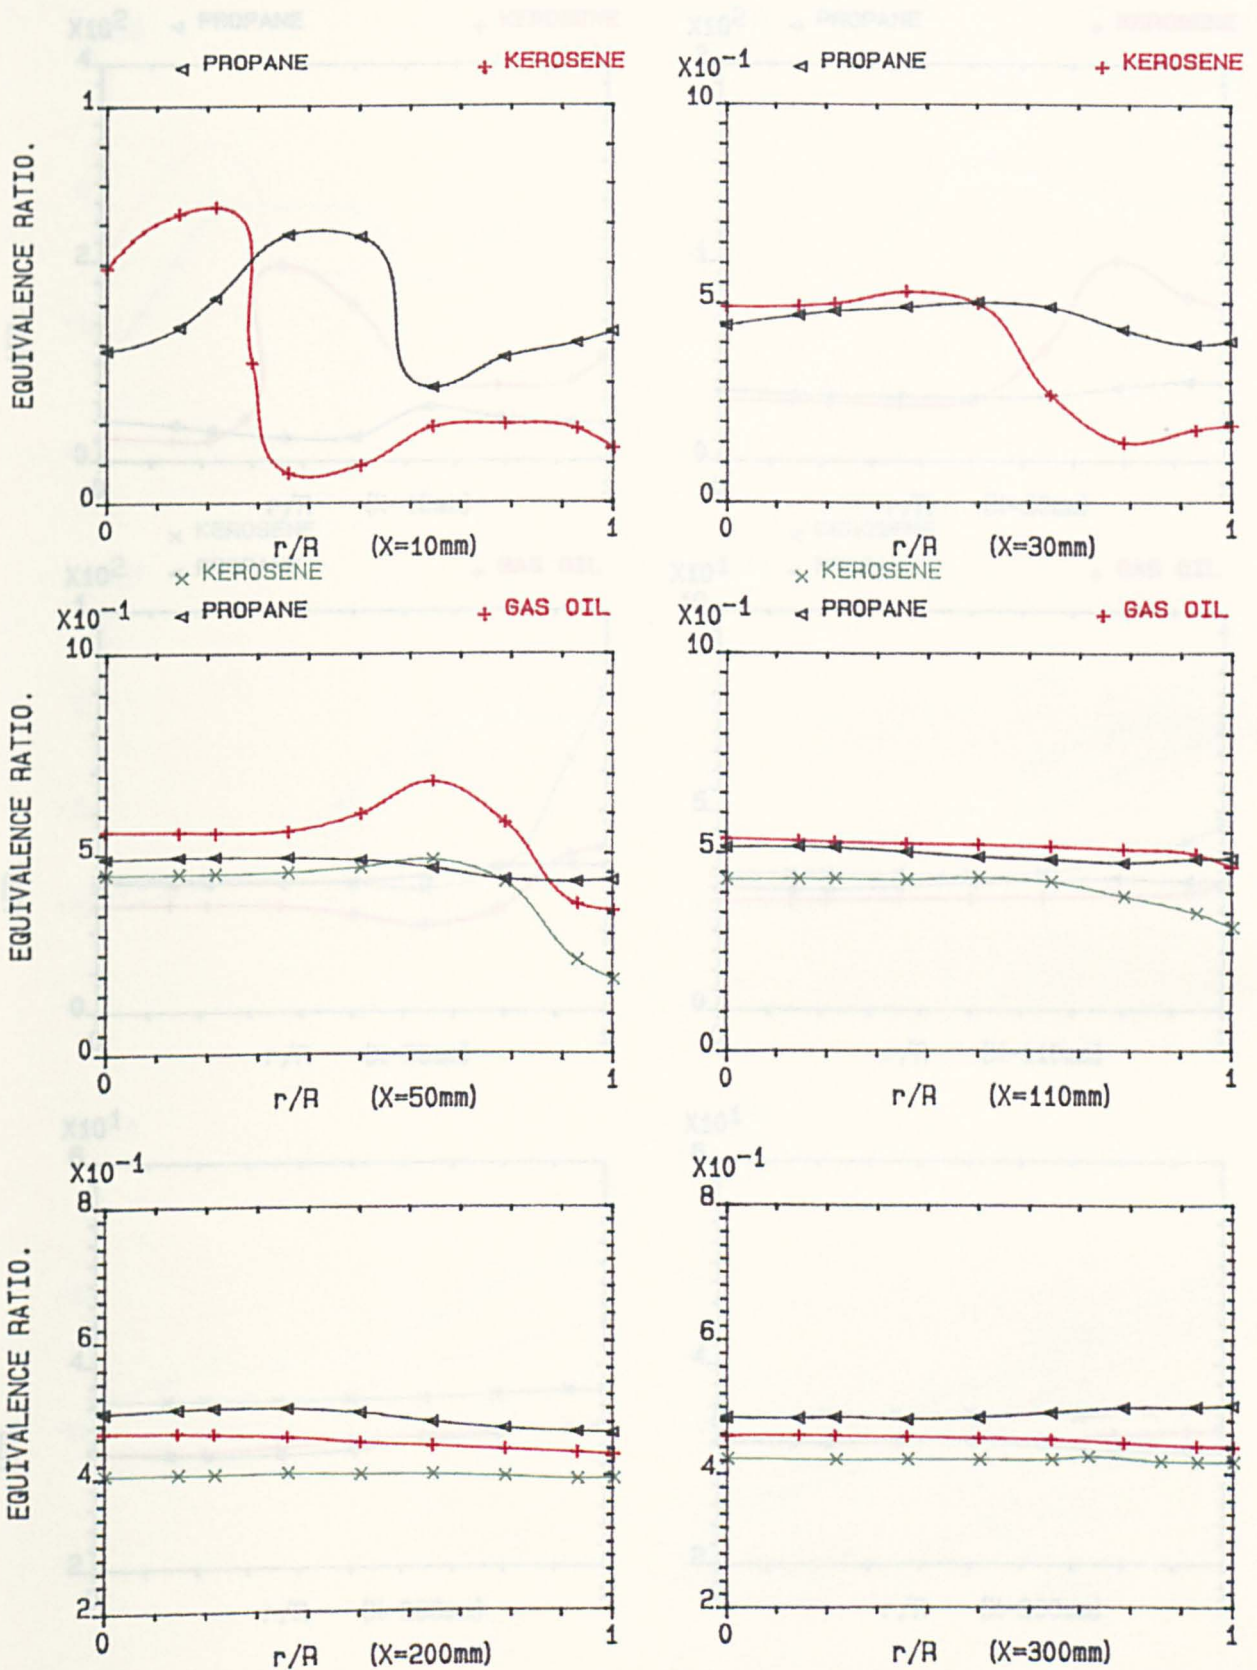 PROPANE KEROSENE
EQUIVALENCE RATIO.
1
0
0 1
r/R (X=10mm)
X10-1 PROPANE KEROSENE
10
5
0
0 1
r/R (X=30mm)
KEROSENE
X10-1 PROPANE GAS OIL
EQUIVALENCE RATIO.
10
5
0
0 1
r/R (X=50mm)
KEROSENE
X10-1 PROPANE GAS OIL
10
5
0
0 1
r/R (X=110mm)
X10-1
EQUIVALENCE RATIO.
8
6
4
2
0 1
r/R (X=200mm)
X10-1
8
6
4
2
0 1
r/R (X=300mm)